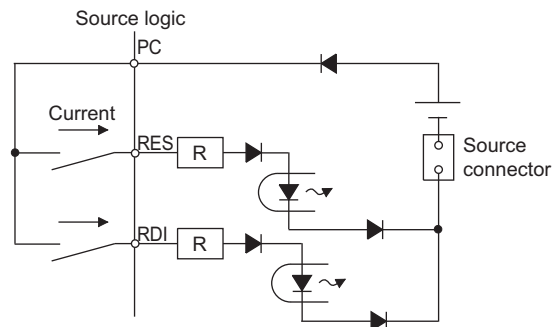 Source logic
PC
Current
RES
R
Source
connector
RDI
R